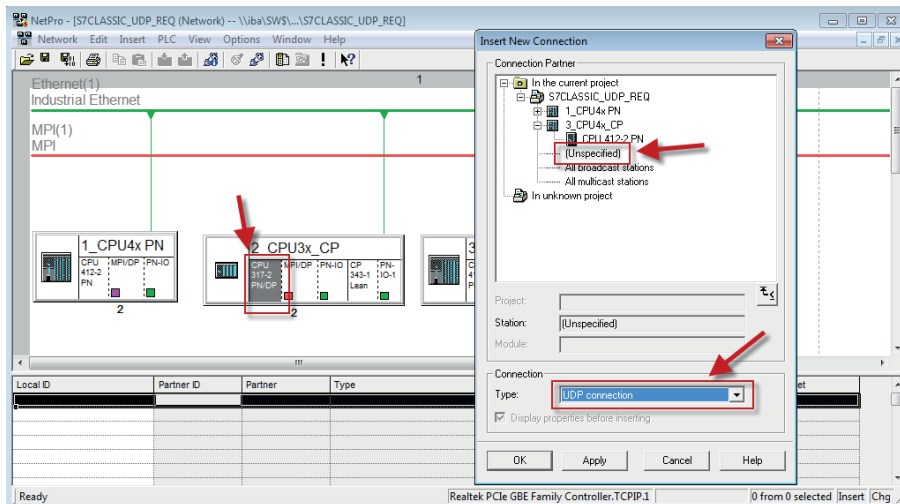 NetPro - [S7CLASSIC_UDP_REQ (Network) -- \\iba\SW$\...\S7CLASSIC_UDP_REQ]
Network Edit Insert PLC View Options Window Help
Ethernet(1)
Industrial Ethernet
1
MPI(1)
MPI
1_CPU4x PN
CPU 412-2 PN
MPI/DP
PN-IO
2
2_CPU3x_CP
CPU 317-2 PN/DP
MPI/DP
PN-IO
CP 343-1 Lean
PN-IO-1
2
3
Local ID Partner ID Partner Type
Ready
Realtek PCIe GBE Family Controller.TCPIP.1
0 from 0 selected
Insert
Chg
Insert New Connection
Connection Partner
In the current project
S7CLASSIC_UDP_REQ
1_CPU4x PN
3_CPU4x_CP
CPU 412-2 PN
(Unspecified)
All broadcast stations
All multicast stations
In unknown project
Project:
Station: (Unspecified)
Module:
Connection
Type: UDP connection
Display properties before inserting
OK Apply Cancel Help